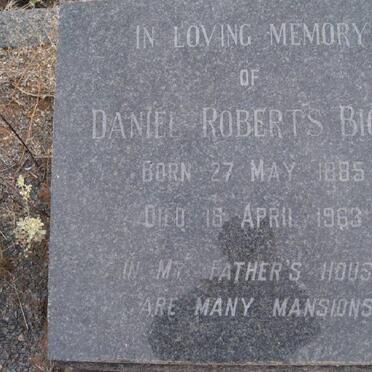 IN LOVING MEMORY
OF
DANIEL ROBERTS
BORN 27 MAY 1885
DIED 18 APRIL 1963
IN MY FATHER'S HOUS
ARE MANY MANSIONS